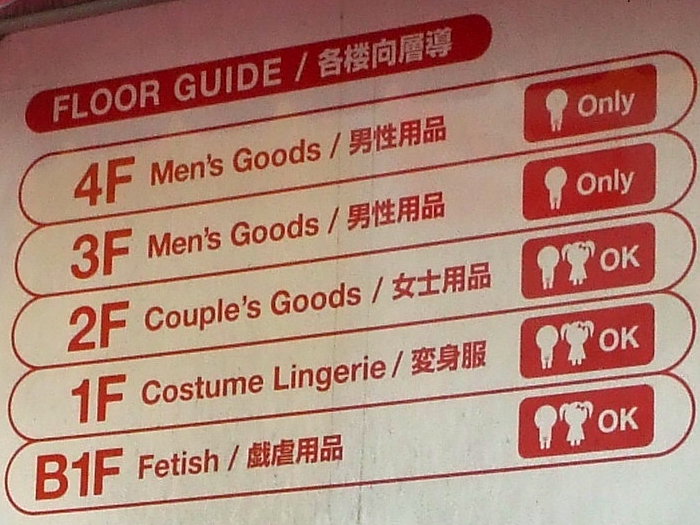 FLOOR GUIDE / 各楼向層導
4F Men's Goods / 男性用品 Only
3F Men's Goods / 男性用品 Only
2F Couple's Goods / 女士用品 OK
1F Costume Lingerie / 変身服 OK
B1F Fetish / 戯虐用品 OK